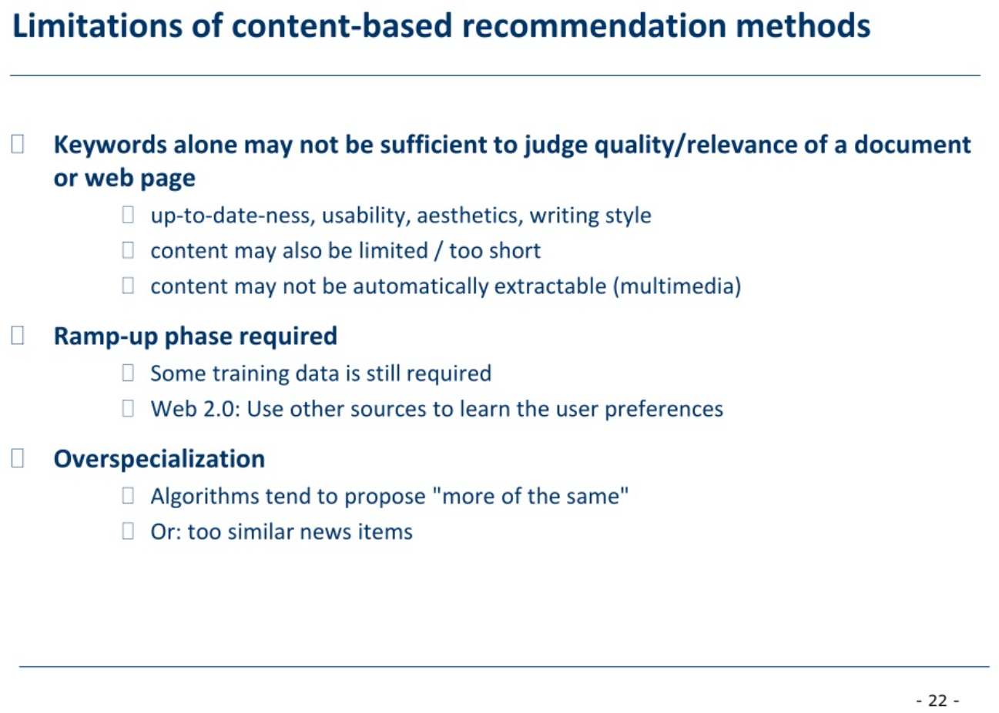 Limitations of content-based recommendation methods
Keywords alone may not be sufficient to judge quality/relevance of a document
or web page
up-to-date-ness, usability, aesthetics, writing style
content may also be limited / too short
content may not be automatically extractable (multimedia)
Ramp-up phase required
Some training data is still required
Web 2.0: Use other sources to learn the user preferences
Overspecialization
Algorithms tend to propose "more of the same"
Or: too similar news items
- 22 -